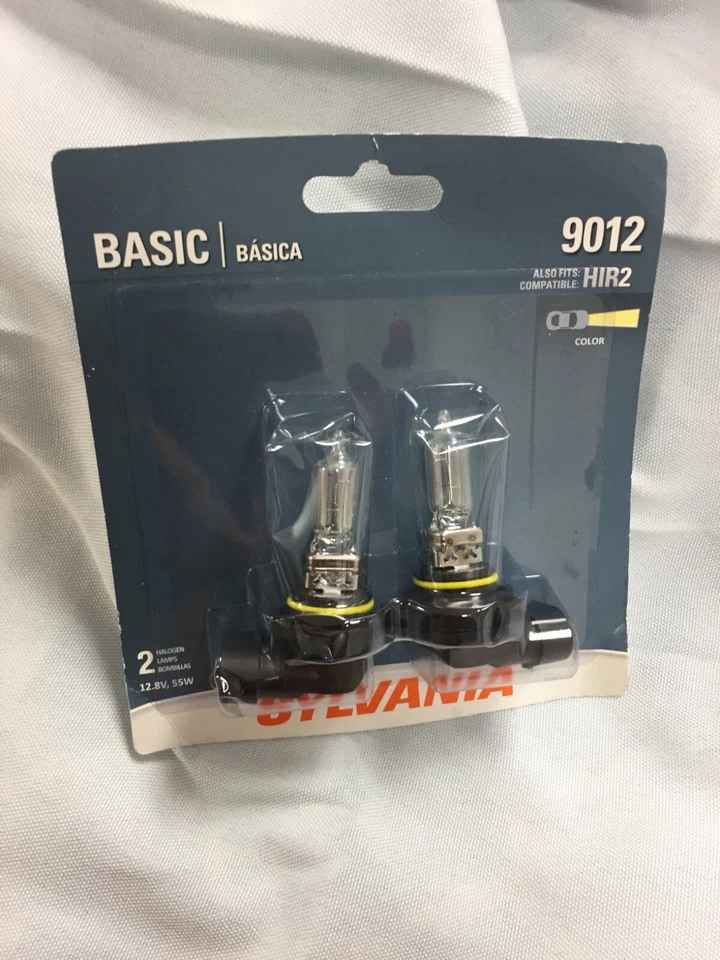 BASIC | BÁSICA
9012
ALSO FITS:
COMPATIBLE: HIR2
COLOR
2 HALOGEN
LAMPS
BOMBILLAS
12.8V, 55W
SYLVANIA